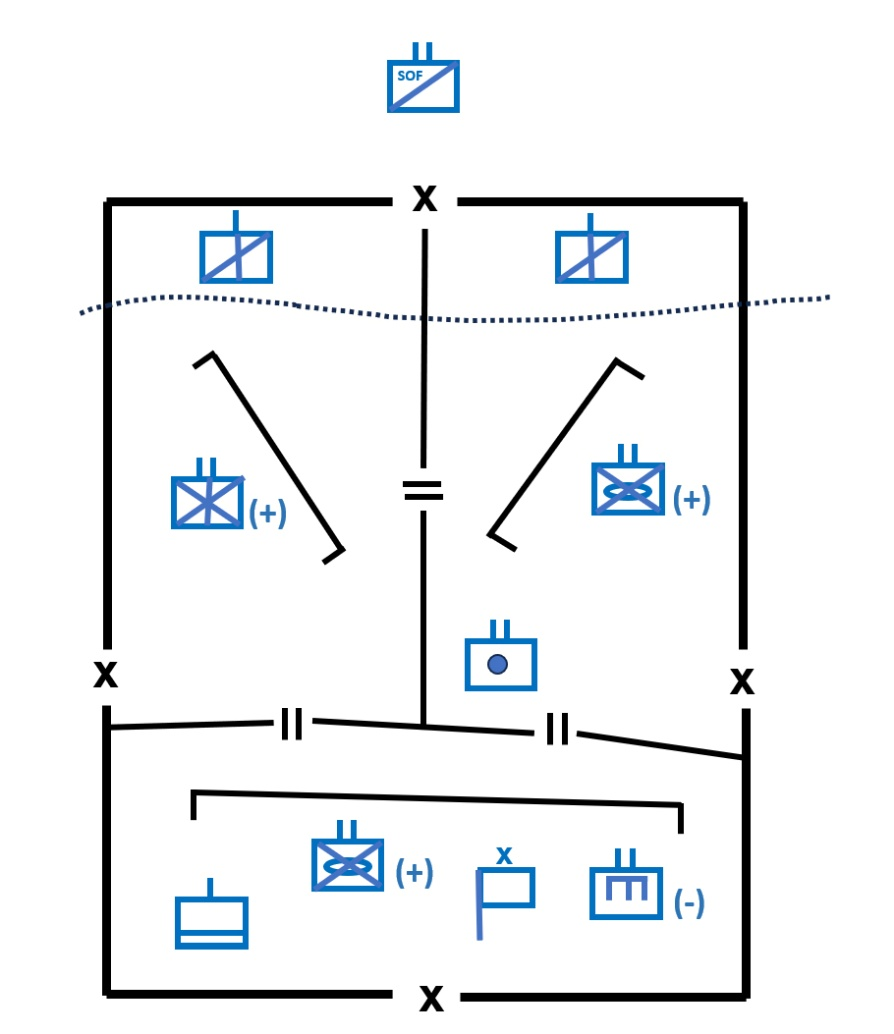 SOF
X
(+) (+)
X X
x
(+) (-)
X